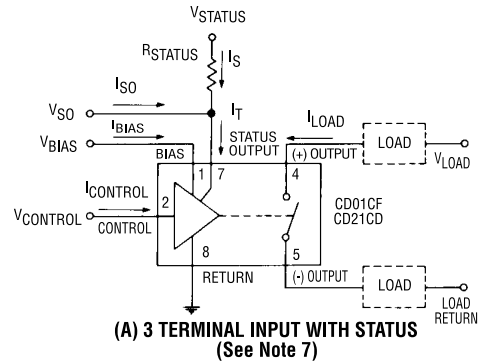 VSTATUS
RSTATUS
IS
ISO
VSO
IT
IBIAS
VBIAS
STATUS
OUTPUT
ILOAD
LOAD
VLOAD
BIAS
1
7
(+) OUTPUT
4
ICONTROL
VCONTROL
2
CONTROL
CD01CF
CD21CD
8
5
RETURN
(-) OUTPUT
LOAD
LOAD
RETURN
(A) 3 TERMINAL INPUT WITH STATUS
(See Note 7)